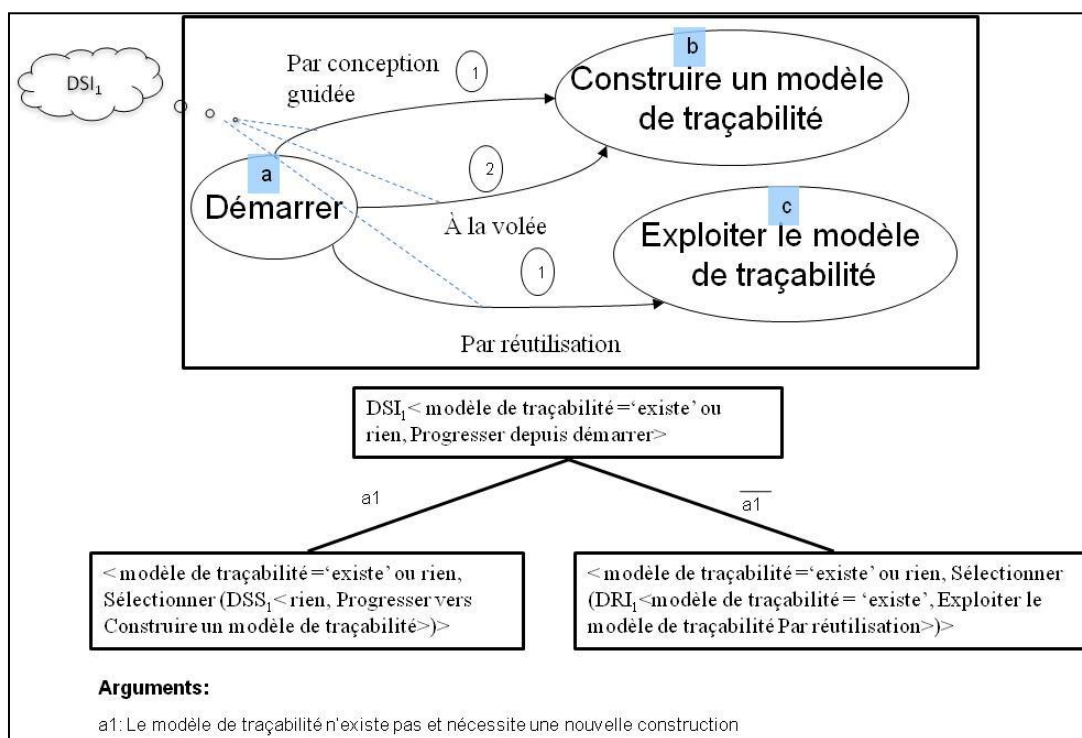 DSI1
Par conception
guidée
1
b
Construire un modèle
de traçabilité
a
Démarrer
2
À la volée
c
Exploiter le modèle
de traçabilité
1
Par réutilisation
DSI1< modèle de traçabilité =‘existe’ ou
rien, Progresser depuis démarrer>
a1
a1
< modèle de traçabilité =‘existe’ ou rien,
Sélectionner (DSS1< rien, Progresser vers
Construire un modèle de traçabilité>)>
< modèle de traçabilité =‘existe’ ou rien, Sélectionner
(DRI1<modèle de traçabilité = ‘existe’, Exploiter le
modèle de traçabilité Par réutilisation>)>
Arguments:
a1: Le modèle de traçabilité n’existe pas et nécessite une nouvelle construction